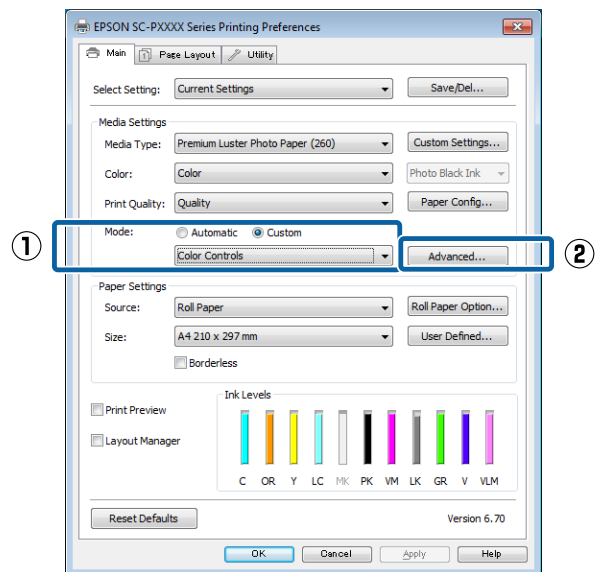 EPSON SC-PXXXX Series Printing Preferences
Main Page Layout Utility
Select Setting: Current Settings Save/Del...
Media Settings
Media Type: Premium Luster Photo Paper (260) Custom Settings...
Color: Color Photo Black Ink
Print Quality: Quality Paper Config...
Mode: Automatic Custom
① Color Controls Advanced... ②
Paper Settings
Source: Roll Paper Roll Paper Option...
Size: A4 210 x 297 mm User Defined...
Borderless
Ink Levels
Print Preview
Layout Manager
C OR Y LC MK PK VM LK GR V VLM
Reset Defaults Version 6.70
OK Cancel Apply Help